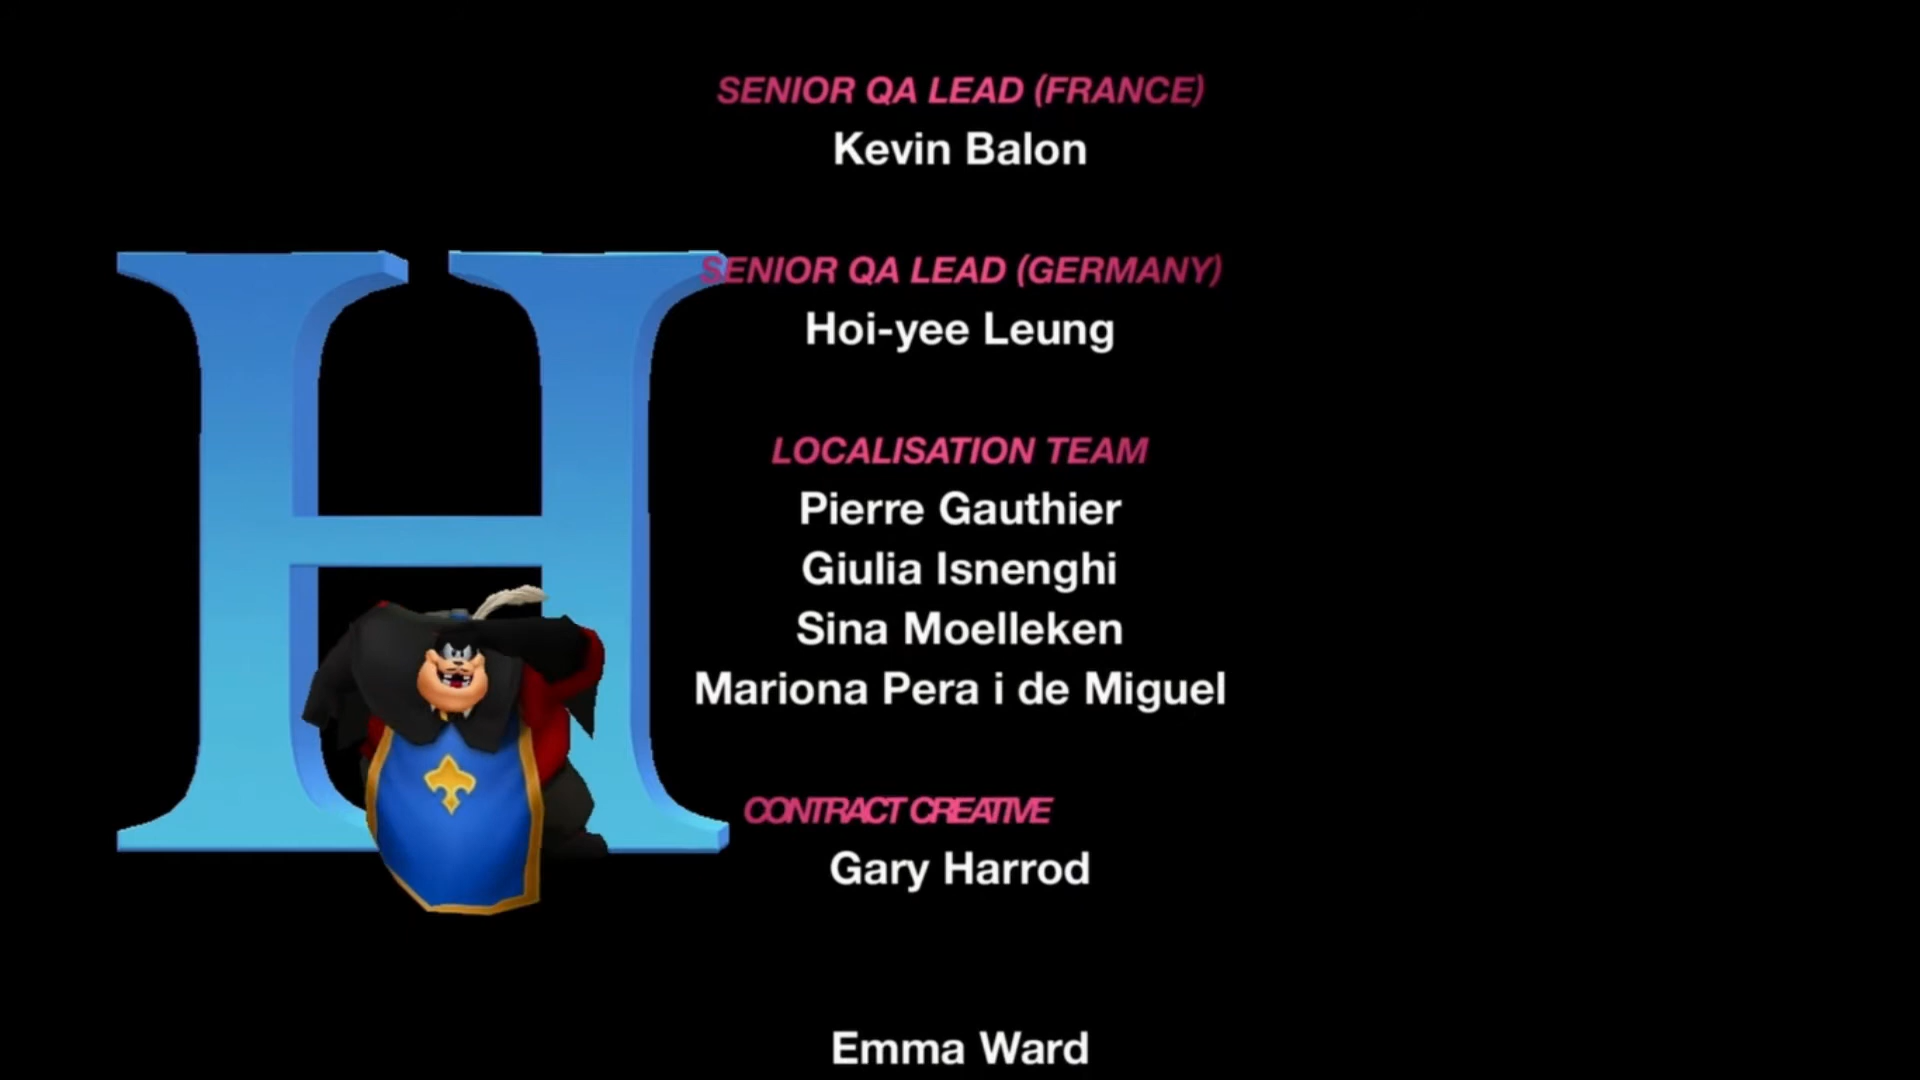 SENIOR QA LEAD (FRANCE)
Kevin Balon
H
SENIOR QA LEAD (GERMANY)
Hoi-yee Leung
LOCALISATION TEAM
Pierre Gauthier
Giulia Isnenghi
Sina Moelleken
Mariona Pera i de Miguel
CONTRACT CREATIVE
Gary Harrod
Emma Ward